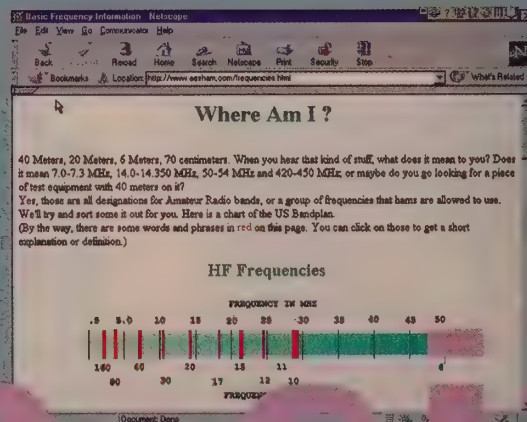 Basic Frequency Information - Netscape
File Edit View Go Communicator Help
Back Reload Home Search Netscape Print Security Stop
Bookmarks Location: http://www.aesham.com/frequencies.html What's Related
Where Am I ?
40 Meters, 20 Meters, 6 Meters, 70 centimeters. When you hear that kind of stuff, what does it mean to you? Does
it mean 7.0-7.3 MHz, 14.0-14.350 MHz, 50-54 MHz and 420-450 MHz; or maybe do you go looking for a piece
of test equipment with 40 meters on it?
Yes, those are all designations for Amateur Radio bands, or a group of frequencies that hams are allowed to use.
We'll try and sort some it out for you. Here is a chart of the US Bandplan.
(By the way, there are some words and phrases in red on this page. You can click on those to get a short
explanation or definition.)
HF Frequencies
FREQUENCY IN MHZ
.5 5.0 10 15 20 25 30 35 40 45 50
160 60 20 15 11 6
80 30 17 12 10
Document: Done